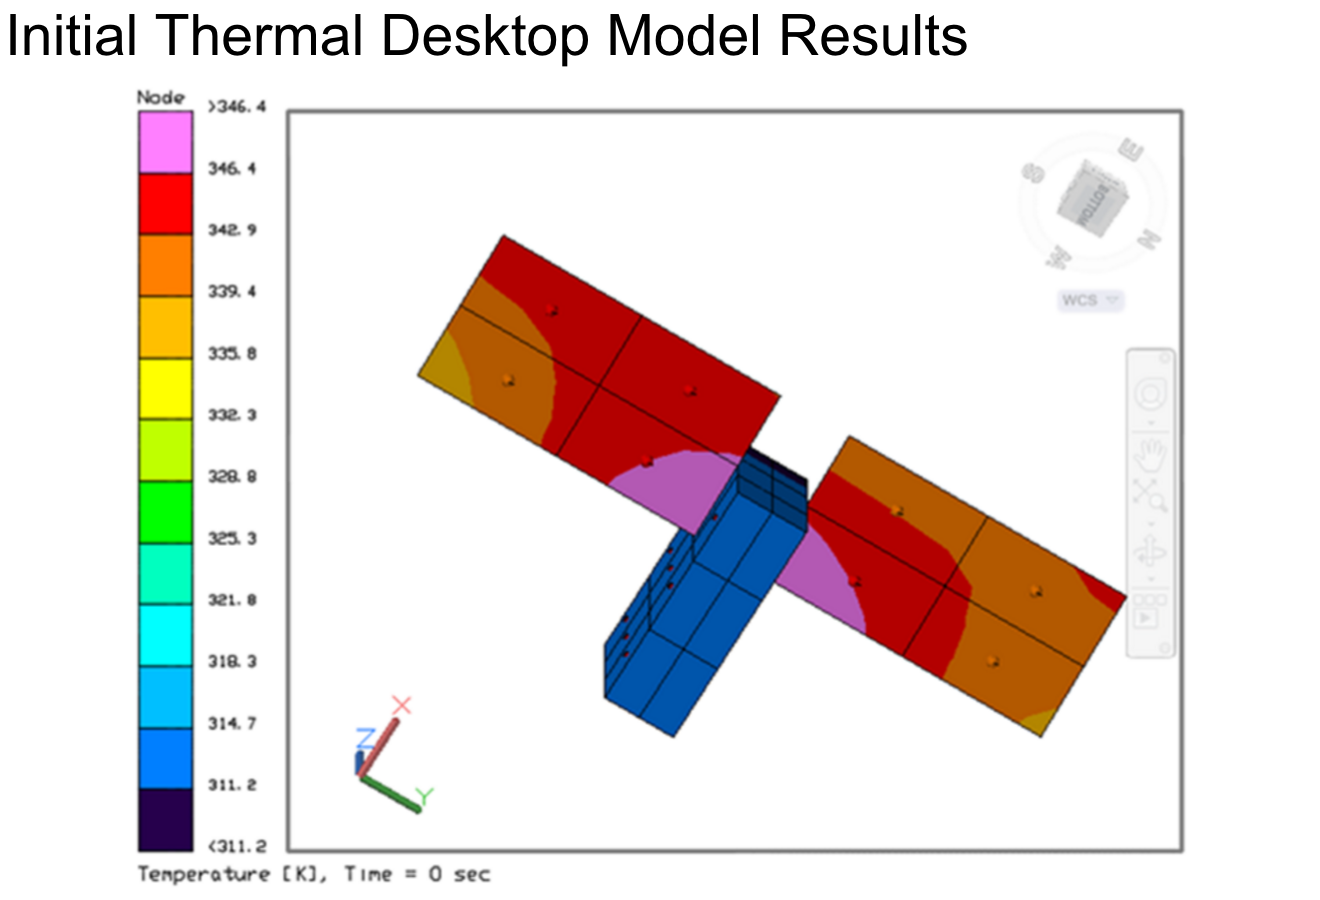 Initial Thermal Desktop Model Results
Node
>346.4
346.4
342.9
339.4
335.8
332.3
328.8
325.3
321.8
318.3
314.7
311.2
<311.2
Temperature [K], Time = 0 sec
S
E
BOTTOM
W
N
WCS
X
Z
Y